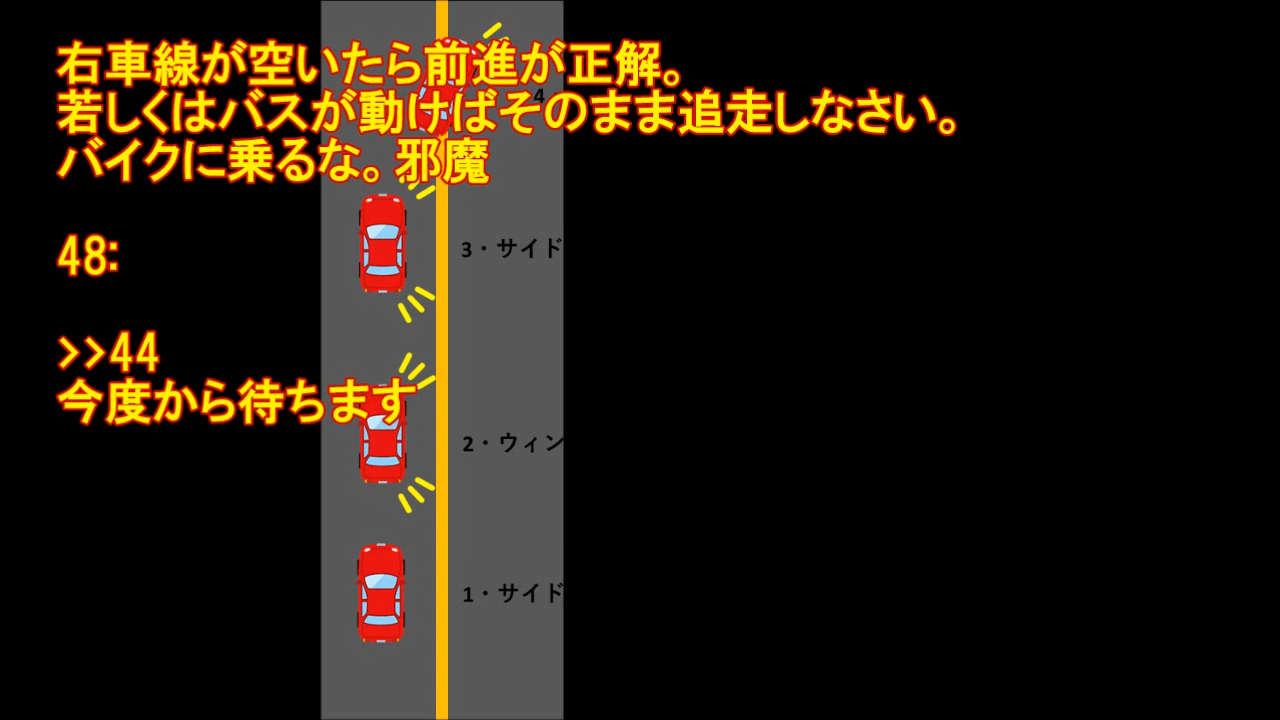 右車線が空いたら前進が正解。
若しくはバスが動けばそのまま追走しなさい。
バイクに乗るな。邪魔
48:
>>44
今度から待ちます
4
3・サイド
2・ウィン
1・サイド